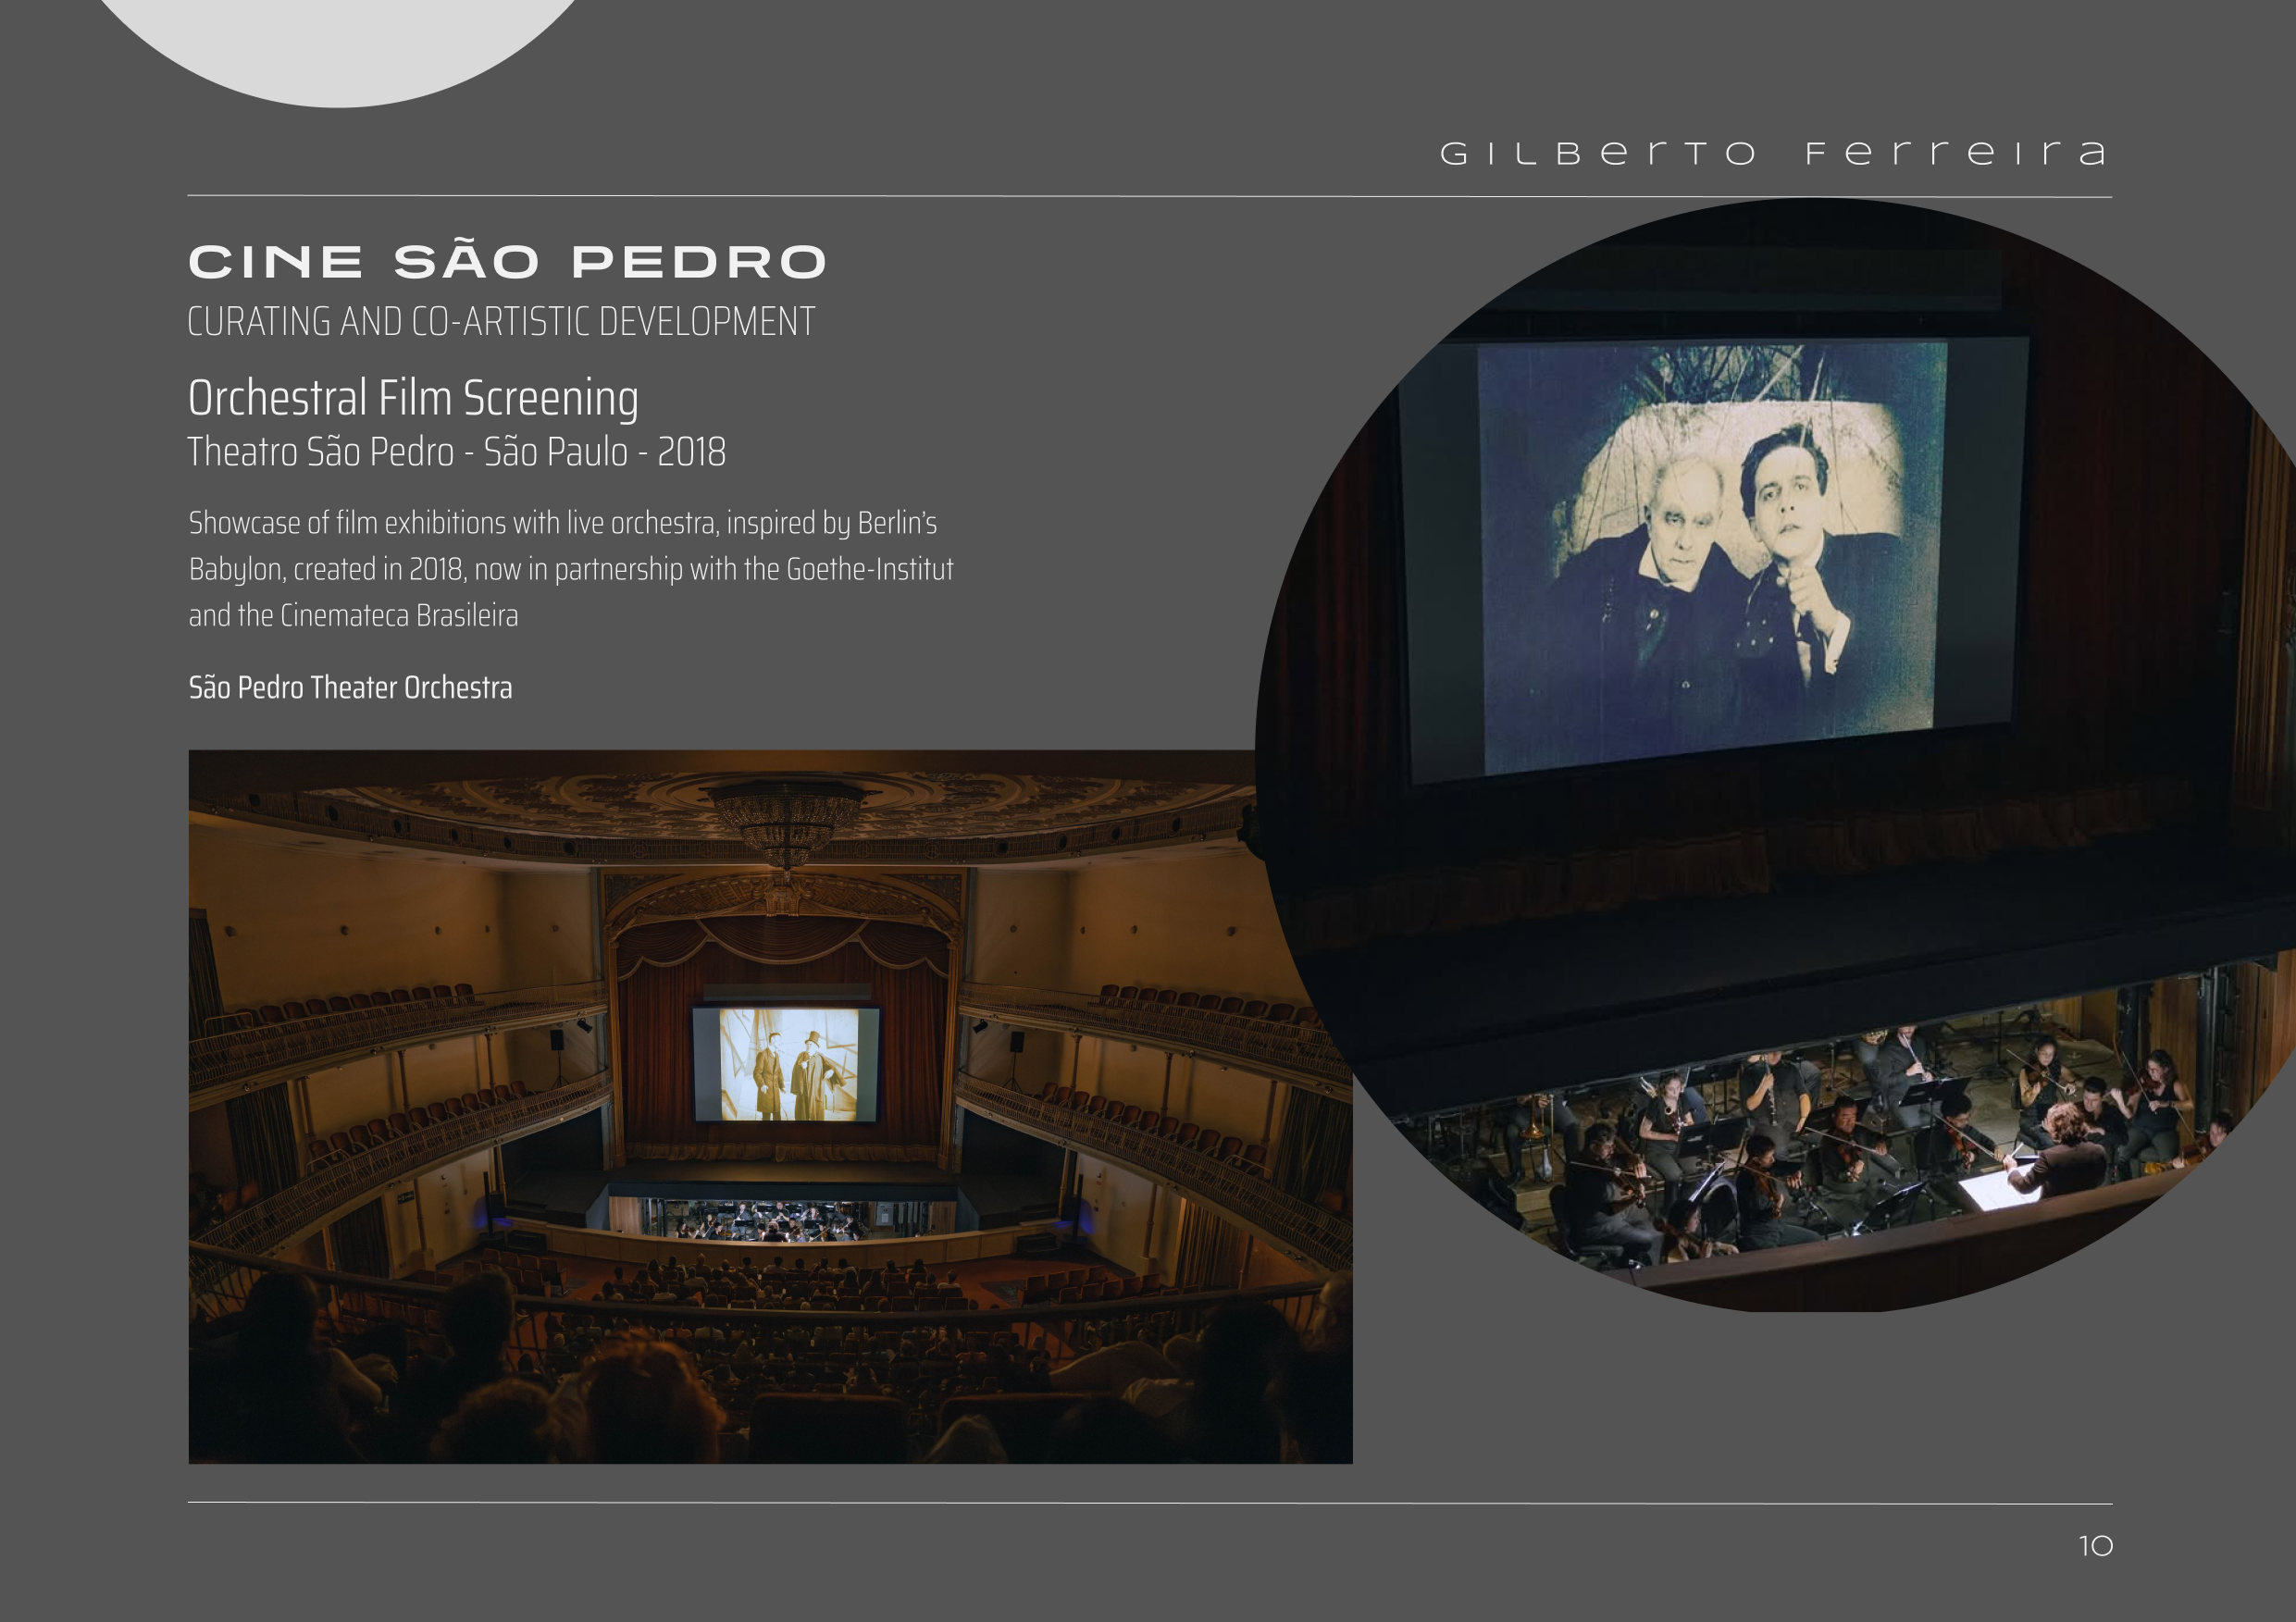 GILBerTO Ferreira
CINE SÃO PEDRO
CURATING AND CO-ARTISTIC DEVELOPMENT
Orchestral Film Screening
Theatro São Pedro - São Paulo - 2018
Showcase of film exhibitions with live orchestra, inspired by Berlin’s
Babylon, created in 2018, now in partnership with the Goethe-Institut
and the Cinemateca Brasileira
São Pedro Theater Orchestra
10